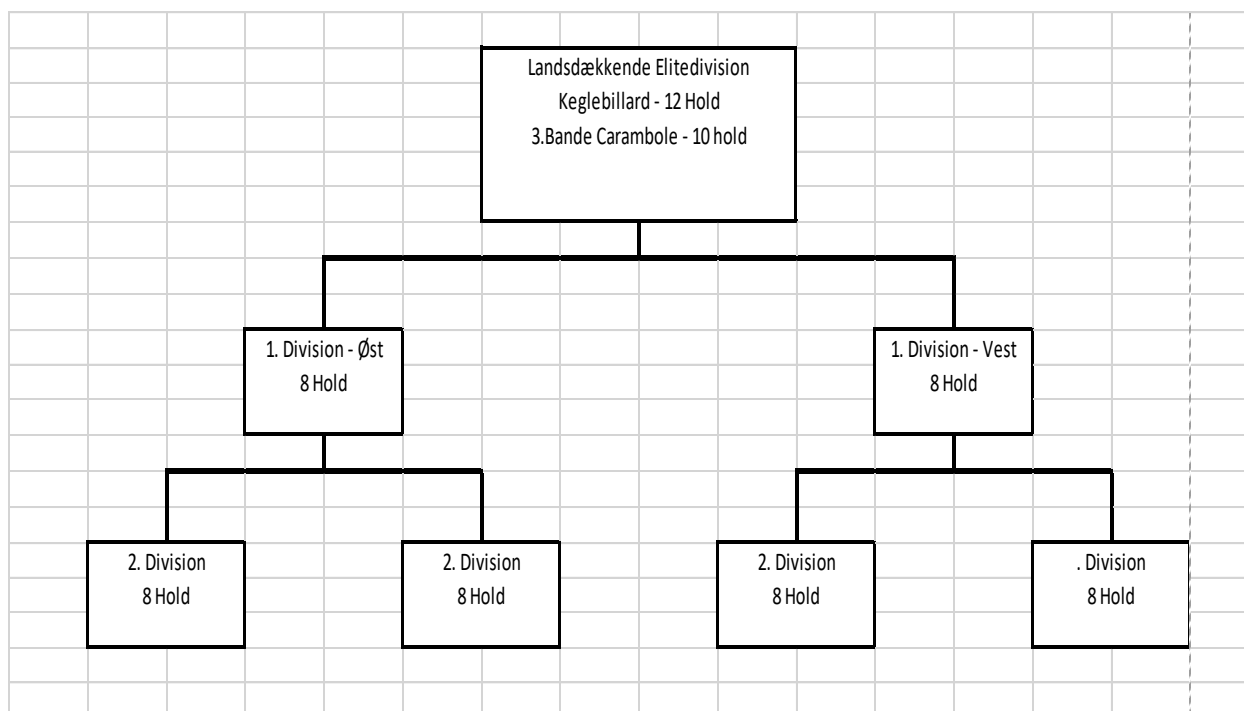 Landsdækkende Elitedivision
Keglebillard - 12 Hold
3.Bande Carambole - 10 hold
1. Division - Øst
8 Hold
1. Division - Vest
8 Hold
2. Division
8 Hold
2. Division
8 Hold
2. Division
8 Hold
. Division
8 Hold